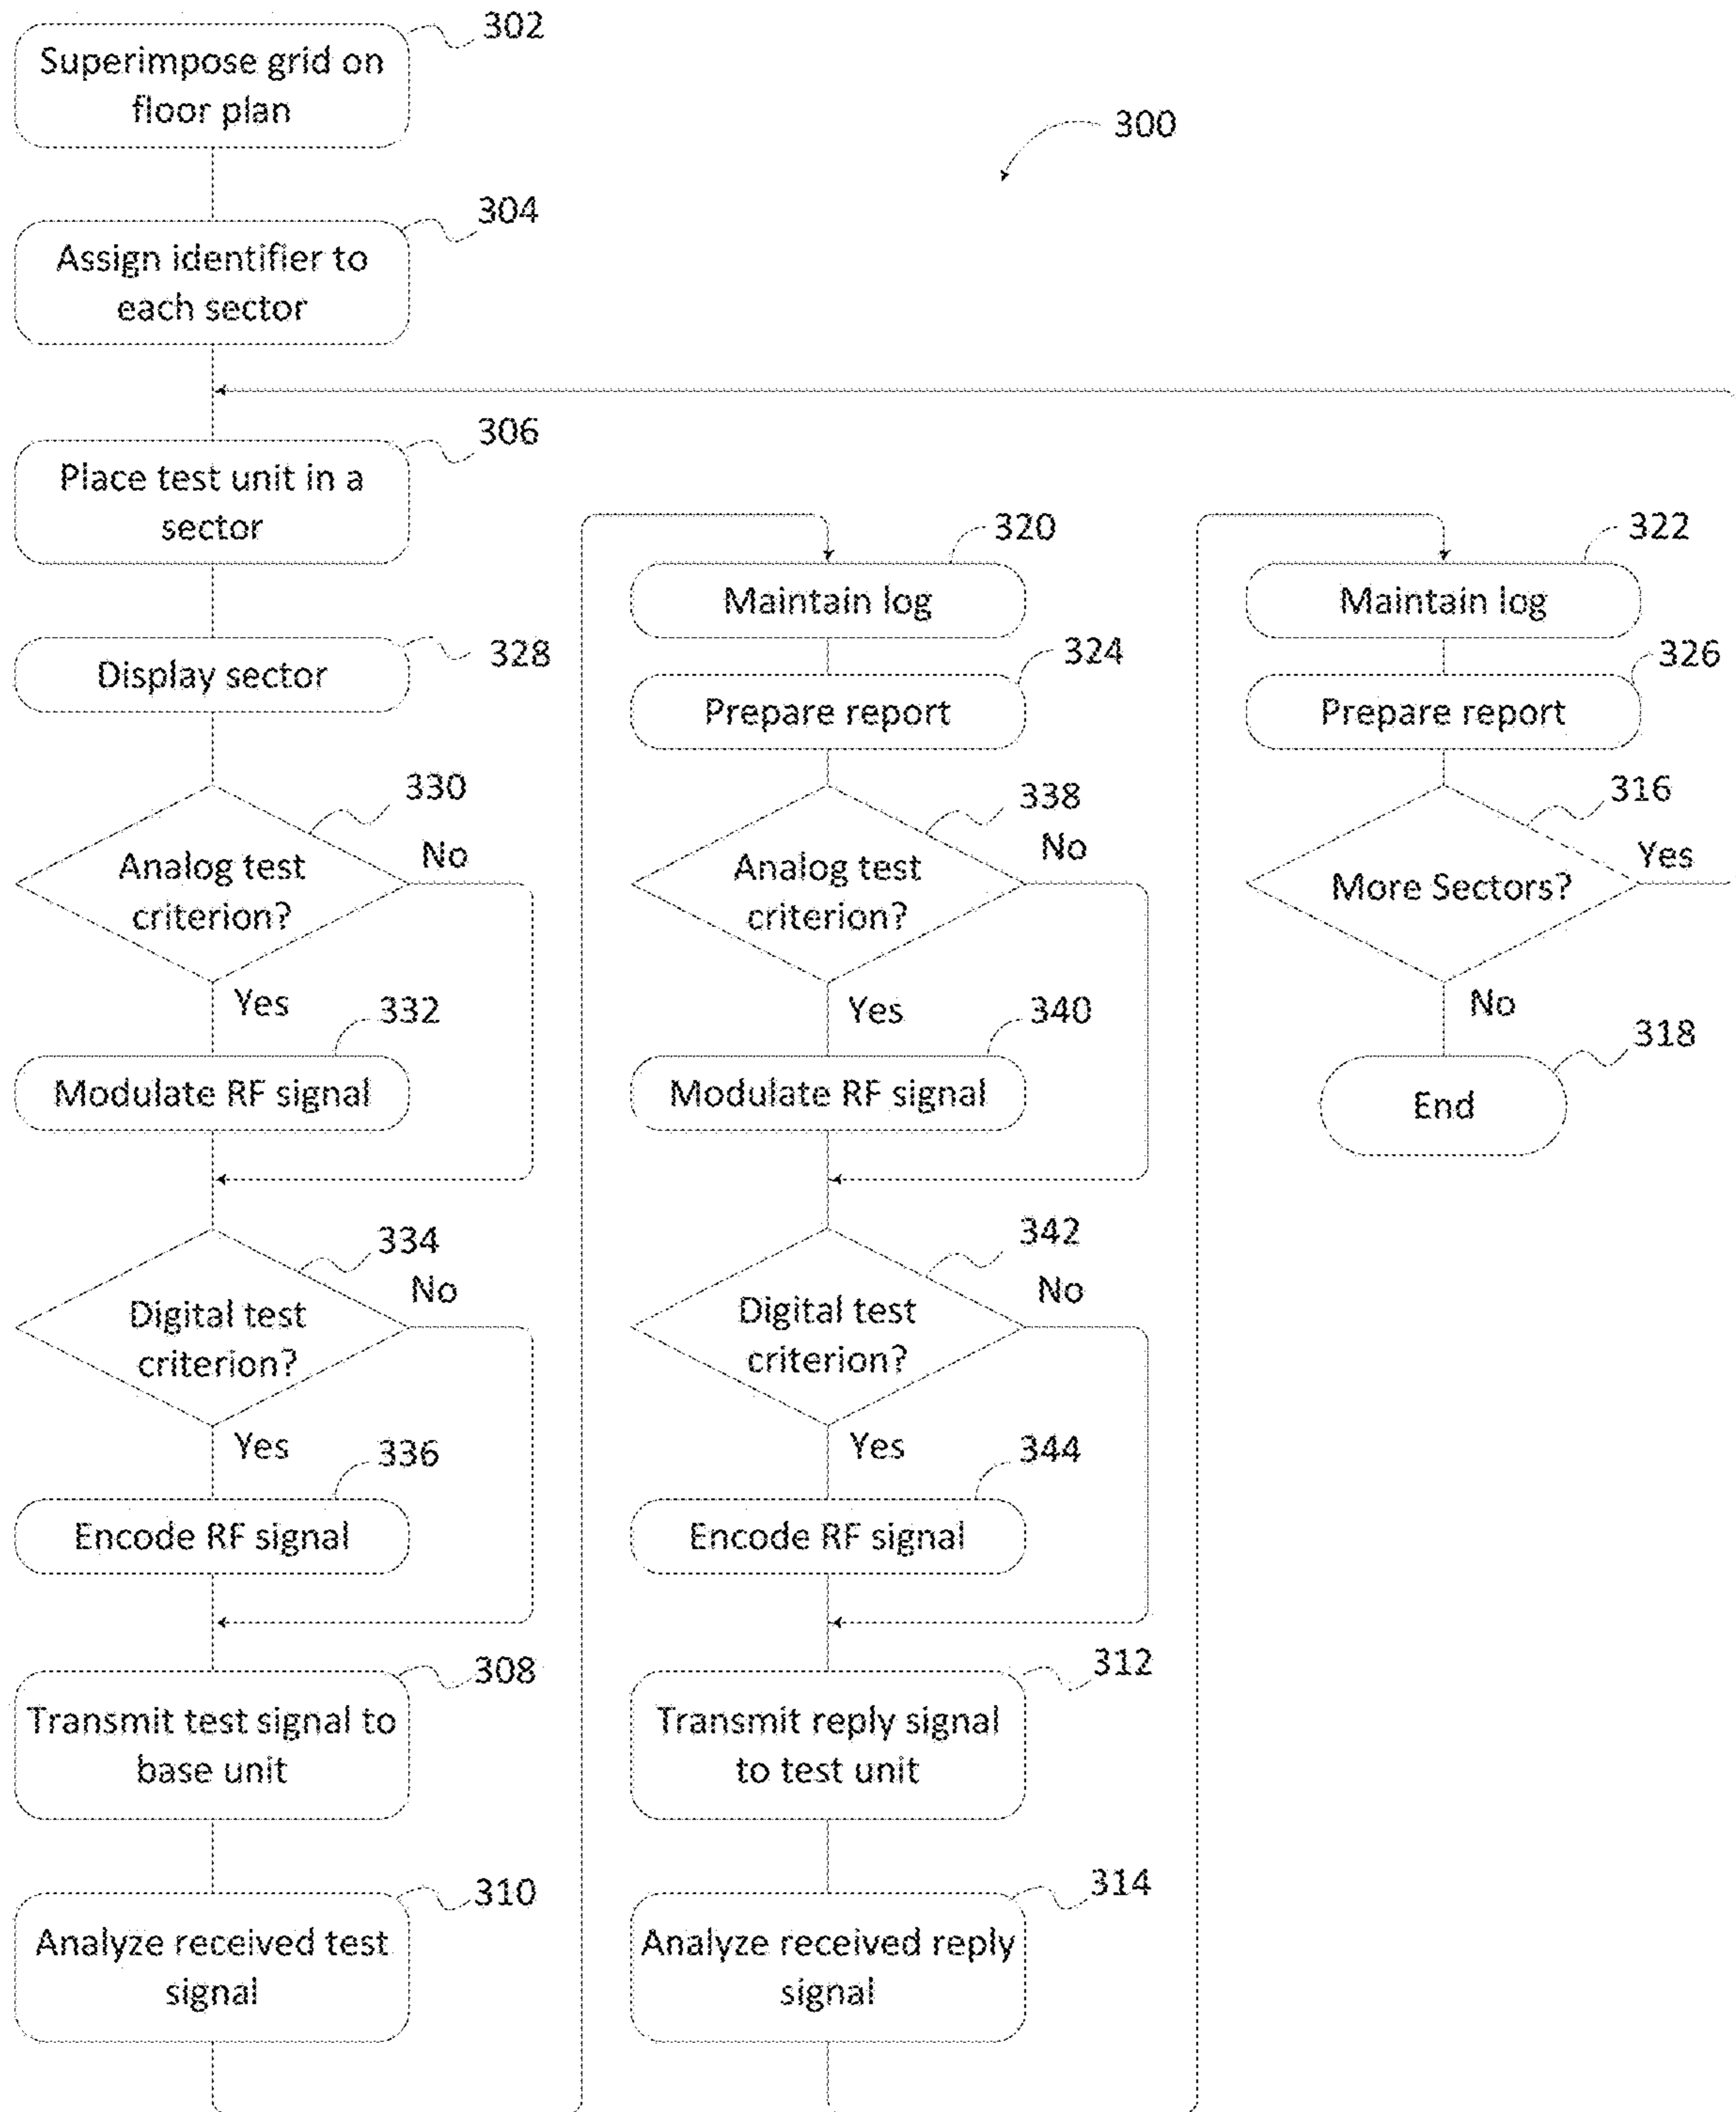 302
Superimpose grid on
floor plan
300
304
Assign identifier to
each sector
306
Place test unit in a
sector
328
Display sector
330
Analog test
criterion?
No
Yes
332
Modulate RF signal
334
Digital test
criterion?
No
Yes
336
Encode RF signal
308
Transmit test signal to
base unit
310
Analyze received test
signal
320
Maintain log
324
Prepare report
338
Analog test
criterion?
No
Yes
340
Modulate RF signal
342
Digital test
criterion?
No
Yes
344
Encode RF signal
312
Transmit reply signal
to test unit
314
Analyze received reply
signal
322
Maintain log
326
Prepare report
316
More Sectors?
Yes
No
318
End